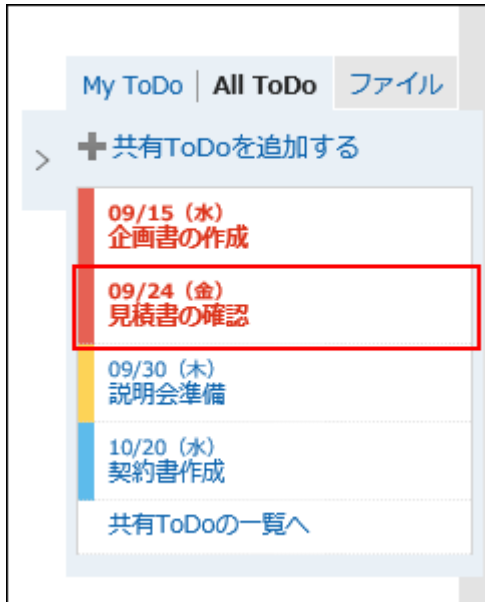 My ToDo | All ToDo ファイル
共有ToDoを追加する
09/15（水）
企画書の作成
09/24（金）
見積書の確認
09/30（木）
説明会準備
10/20（水）
契約書作成
共有ToDoの一覧へ